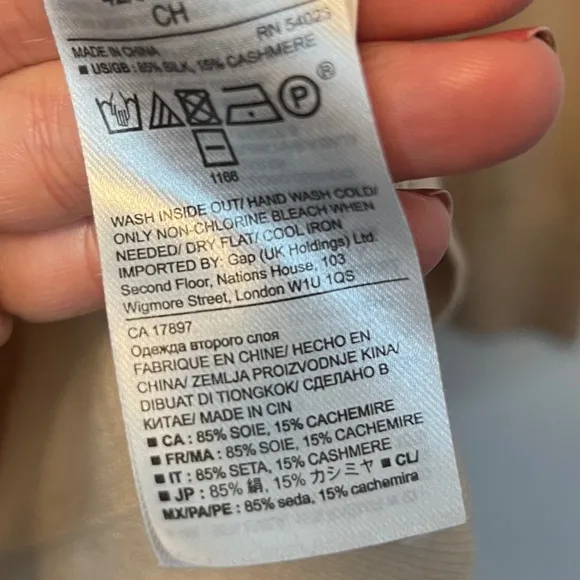 CH
RN 54023
MADE IN CHINA
■ US/GB : 85% SILK, 15% CASHMERE
P ®
1166
WASH INSIDE OUT/ HAND WASH COLD/
ONLY NON-CHLORINE BLEACH WHEN
NEEDED/ DRY FLAT/ COOL IRON
IMPORTED BY: Gap (UK Holdings) Ltd.
Second Floor, Nations House, 103
Wigmore Street, London W1U 1QS
CA 17897
Одежда второго слоя
FABRIQUE EN CHINE/ HECHO EN
CHINA/ ZEMLJA PROIZVODNJE KINA/
DIBUAT DI TIONGKOK/ СДЕЛАНО В
КИТАЕ/ MADE IN CIN
■ CA : 85% SOIE, 15% CACHEMIRE
■ FR/MA : 85% SOIE, 15% CACHEMIRE
■ IT : 85% SETA, 15% CASHMERE
■ JP : 85% 絹, 15% カシミヤ ■ CL/
MX/PA/PE : 85% seda, 15% cachemira